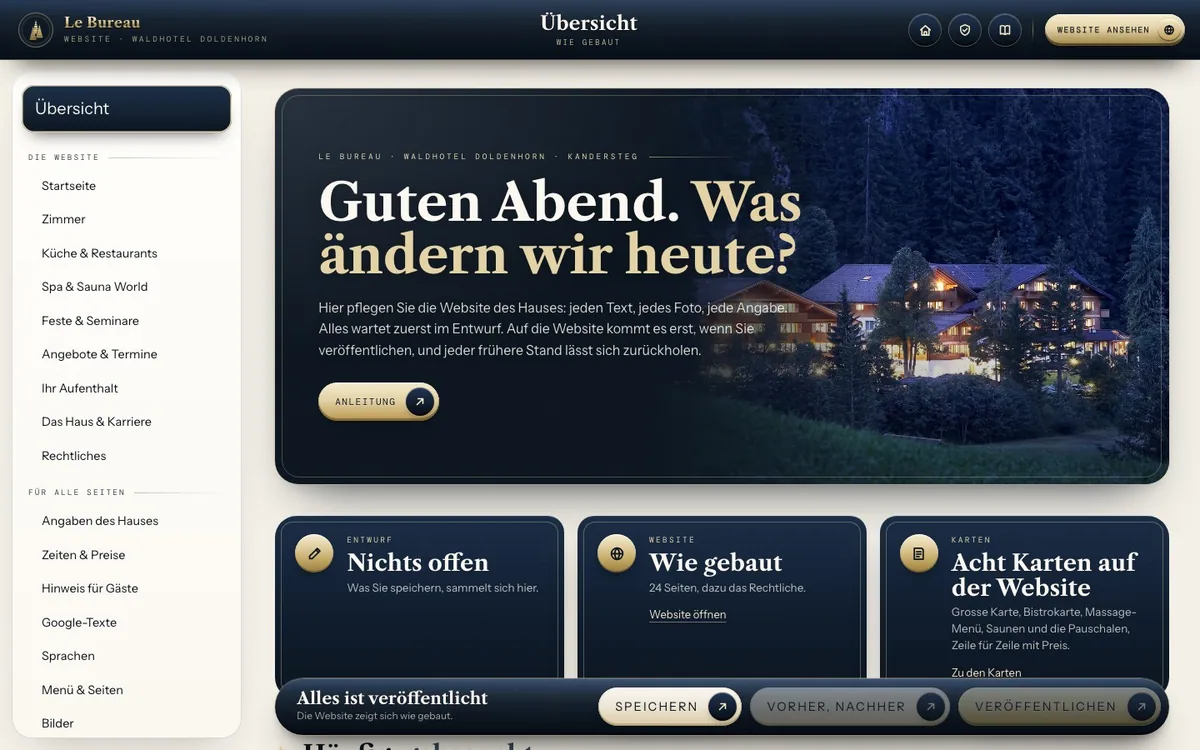 Le Bureau
WEBSITE · WALDHOTEL DOLDENHORN
Übersicht
WIE GEBAUT
WEBSITE ANSEHEN
Übersicht
DIE WEBSITE
Startseite
Zimmer
Küche & Restaurants
Spa & Sauna World
Feste & Seminare
Angebote & Termine
Ihr Aufenthalt
Das Haus & Karriere
Rechtliches
FÜR ALLE SEITEN
Angaben des Hauses
Zeiten & Preise
Hinweis für Gäste
Google-Texte
Sprachen
Menü & Seiten
Bilder
LE BUREAU · WALDHOTEL DOLDENHORN · KANDERSTEG
Guten Abend. Was
ändern wir heute?
Hier pflegen Sie die Website des Hauses: jeden Text, jedes Foto, jede Angabe.
Alles wartet zuerst im Entwurf. Auf die Website kommt es erst, wenn Sie
veröffentlichen, und jeder frühere Stand lässt sich zurückholen.
ANLEITUNG
ENTWURF
Nichts offen
Was Sie speichern, sammelt sich hier.
WEBSITE
Wie gebaut
24 Seiten, dazu das Rechtliche.
Website öffnen
KARTEN
Acht Karten auf
der Website
Grosse Karte, Bistrokarte, Massage-
Menü, Saunen und die Pauschalen,
Zeile für Zeile mit Preis.
Zu den Karten
Alles ist veröffentlicht
Die Website zeigt sich wie gebaut.
SPEICHERN
VORHER, NACHHER
VERÖFFENTLICHEN